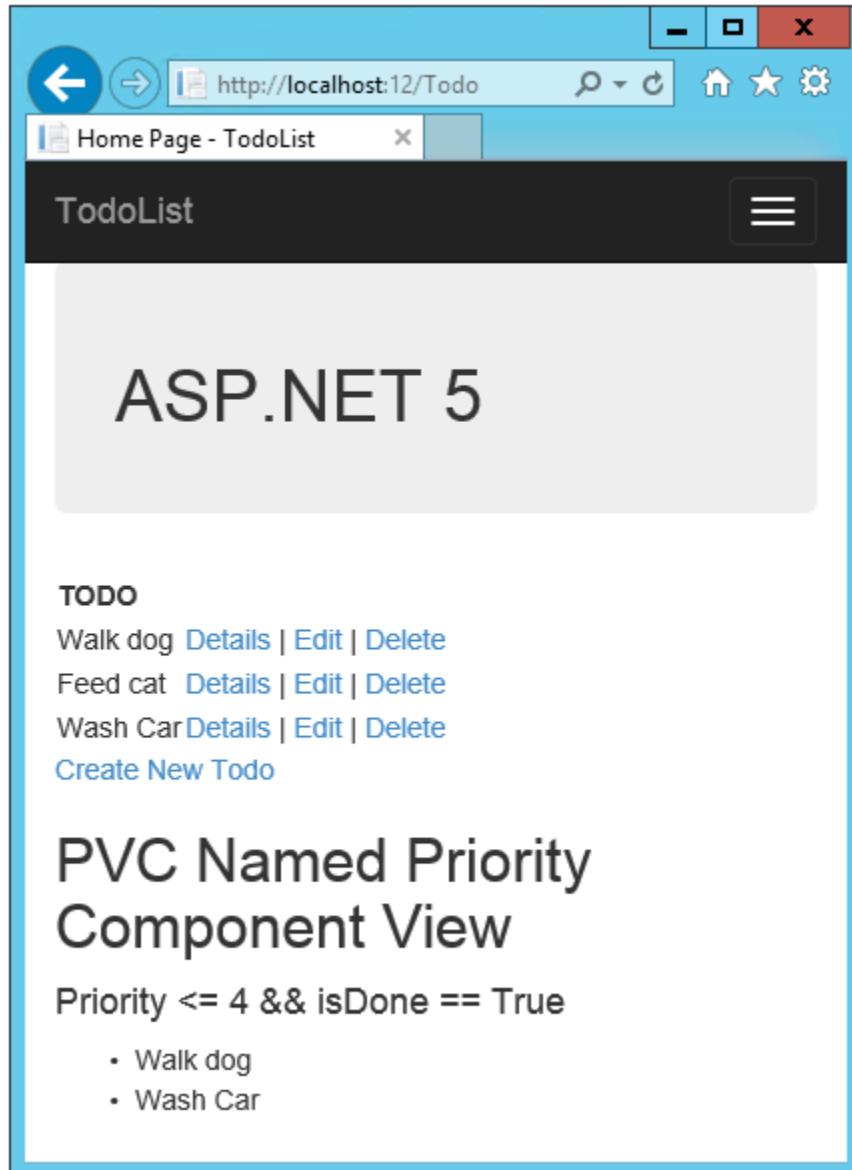 http://localhost:12/Todo
Home Page - TodoList
TodoList
ASP.NET 5
TODO
Walk dog Details | Edit | Delete
Feed cat Details | Edit | Delete
Wash Car Details | Edit | Delete
Create New Todo
PVC Named Priority
Component View
Priority <= 4 && isDone == True
• Walk dog
• Wash Car